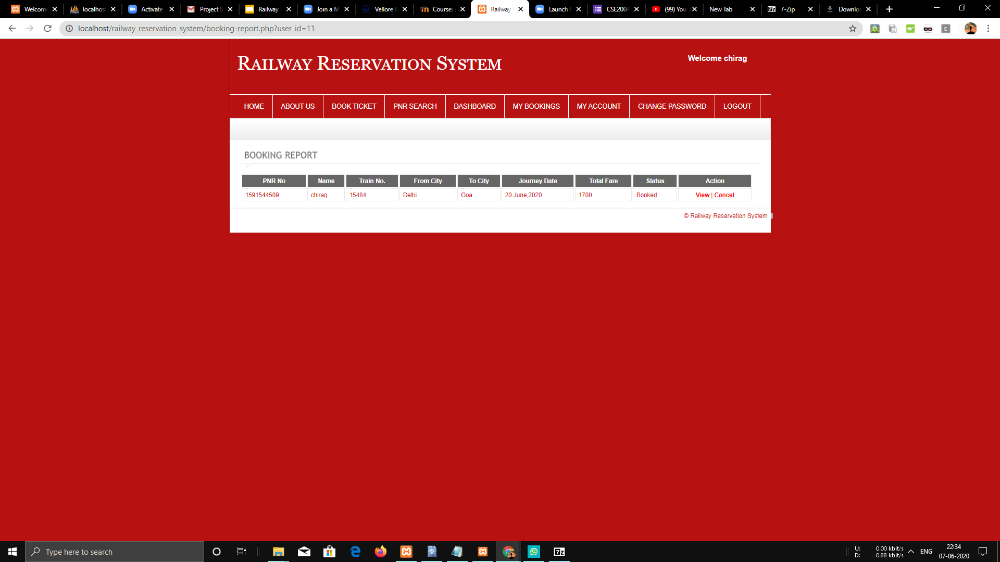 Welcom localhos Activate Project S Railway Join a M Vellore I Course: Railway Launch CSE2004 (99) You New Tab 7-Zip Downlo
localhost/railway_reservation_system/booking-report.php?user_id=11
Railway Reservation System
Welcome chirag
HOME ABOUT US BOOK TICKET PNR SEARCH DASHBOARD MY BOOKINGS MY ACCOUNT CHANGE PASSWORD LOGOUT
BOOKING REPORT
PNR No Name Train No. From City To City Journey Date Total Fare Status Action
1591544509 chirag 15484 Delhi Goa 20 June,2020 1700 Booked View | Cancel
© Railway Reservation System
Type here to search
U: 0.00 kbit/s
D: 0.88 kbit/s
ENG
22:34
07-06-2020